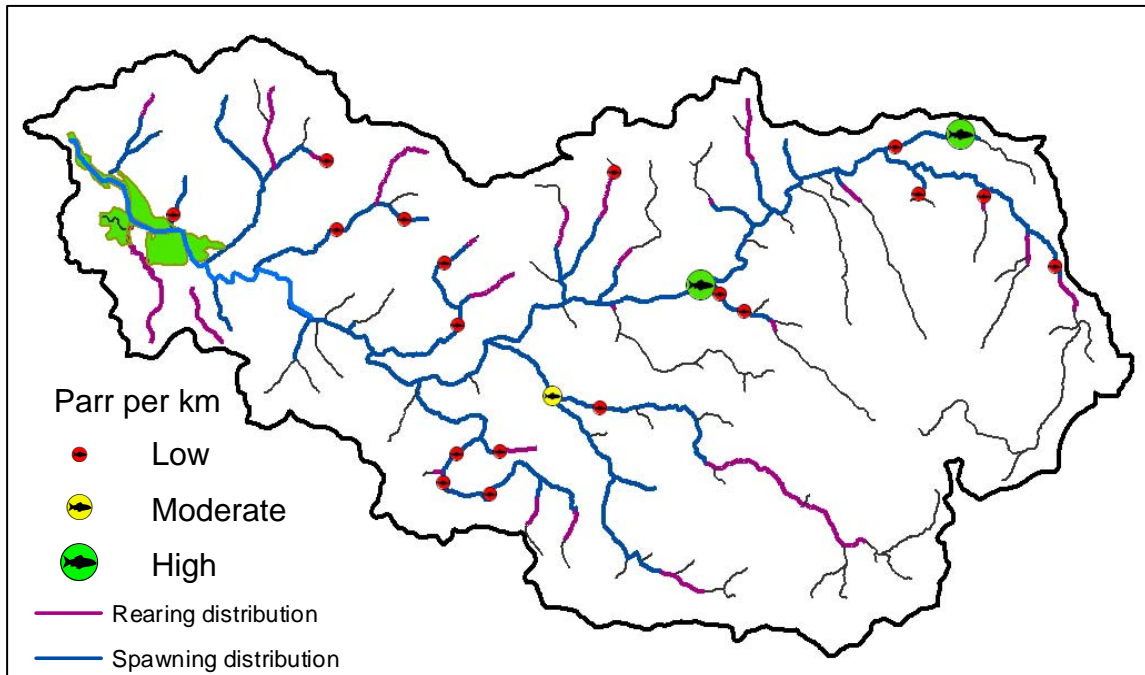 Parr per km
Low
Moderate
High
Rearing distribution
Spawning distribution